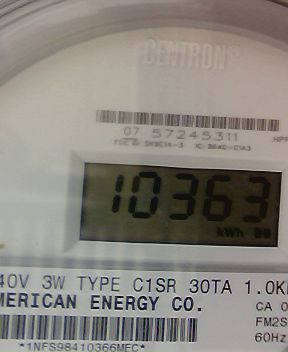 CENTRON®
07 57245311
10363
kWh
40V 3W TYPE C1SR 30TA 1.0K
MERICAN ENERGY CO.
CA 0
FM2S
60Hz
*1NFS98410366MFC*